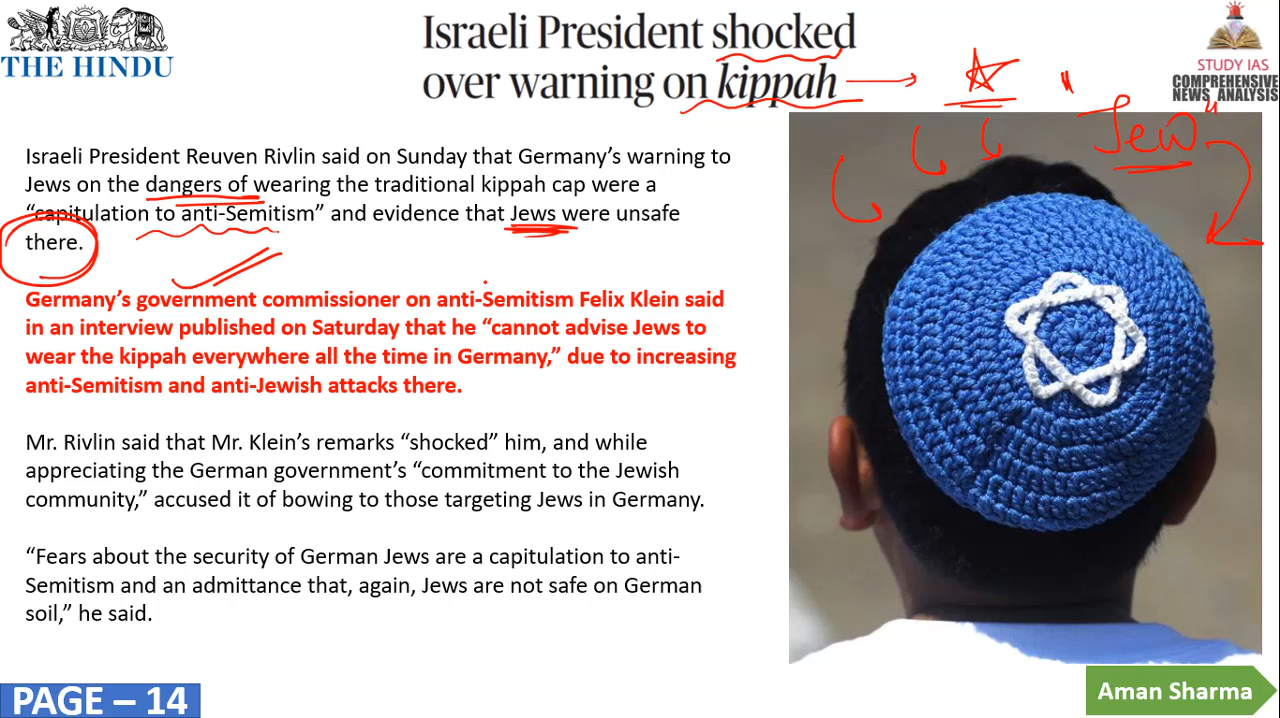 THE HINDU
Israeli President shocked
over warning on kippah
STUDY IAS
COMPREHENSIVE
NEWS ANALYSIS
"Jew"
Israeli President Reuven Rivlin said on Sunday that Germany’s warning to
Jews on the dangers of wearing the traditional kippah cap were a
“capitulation to anti-Semitism” and evidence that Jews were unsafe
there.
Germany’s government commissioner on anti-Semitism Felix Klein said
in an interview published on Saturday that he “cannot advise Jews to
wear the kippah everywhere all the time in Germany,” due to increasing
anti-Semitism and anti-Jewish attacks there.
Mr. Rivlin said that Mr. Klein’s remarks “shocked” him, and while
appreciating the German government’s “commitment to the Jewish
community,” accused it of bowing to those targeting Jews in Germany.
“Fears about the security of German Jews are a capitulation to anti-
Semitism and an admittance that, again, Jews are not safe on German
soil,” he said.
PAGE – 14
Aman Sharma